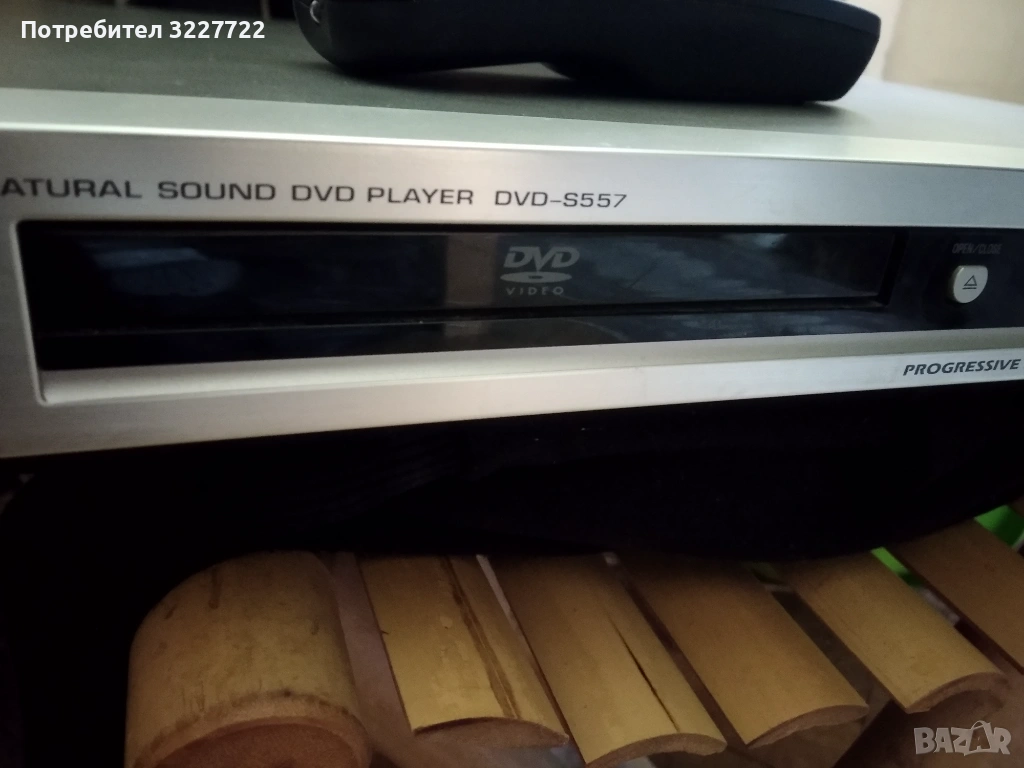 Потребител 3227722
ATURAL SOUND DVD PLAYER DVD-S557
DVD
VIDEO
OPEN/CLOSE
PROGRESSIVE
BAZAR